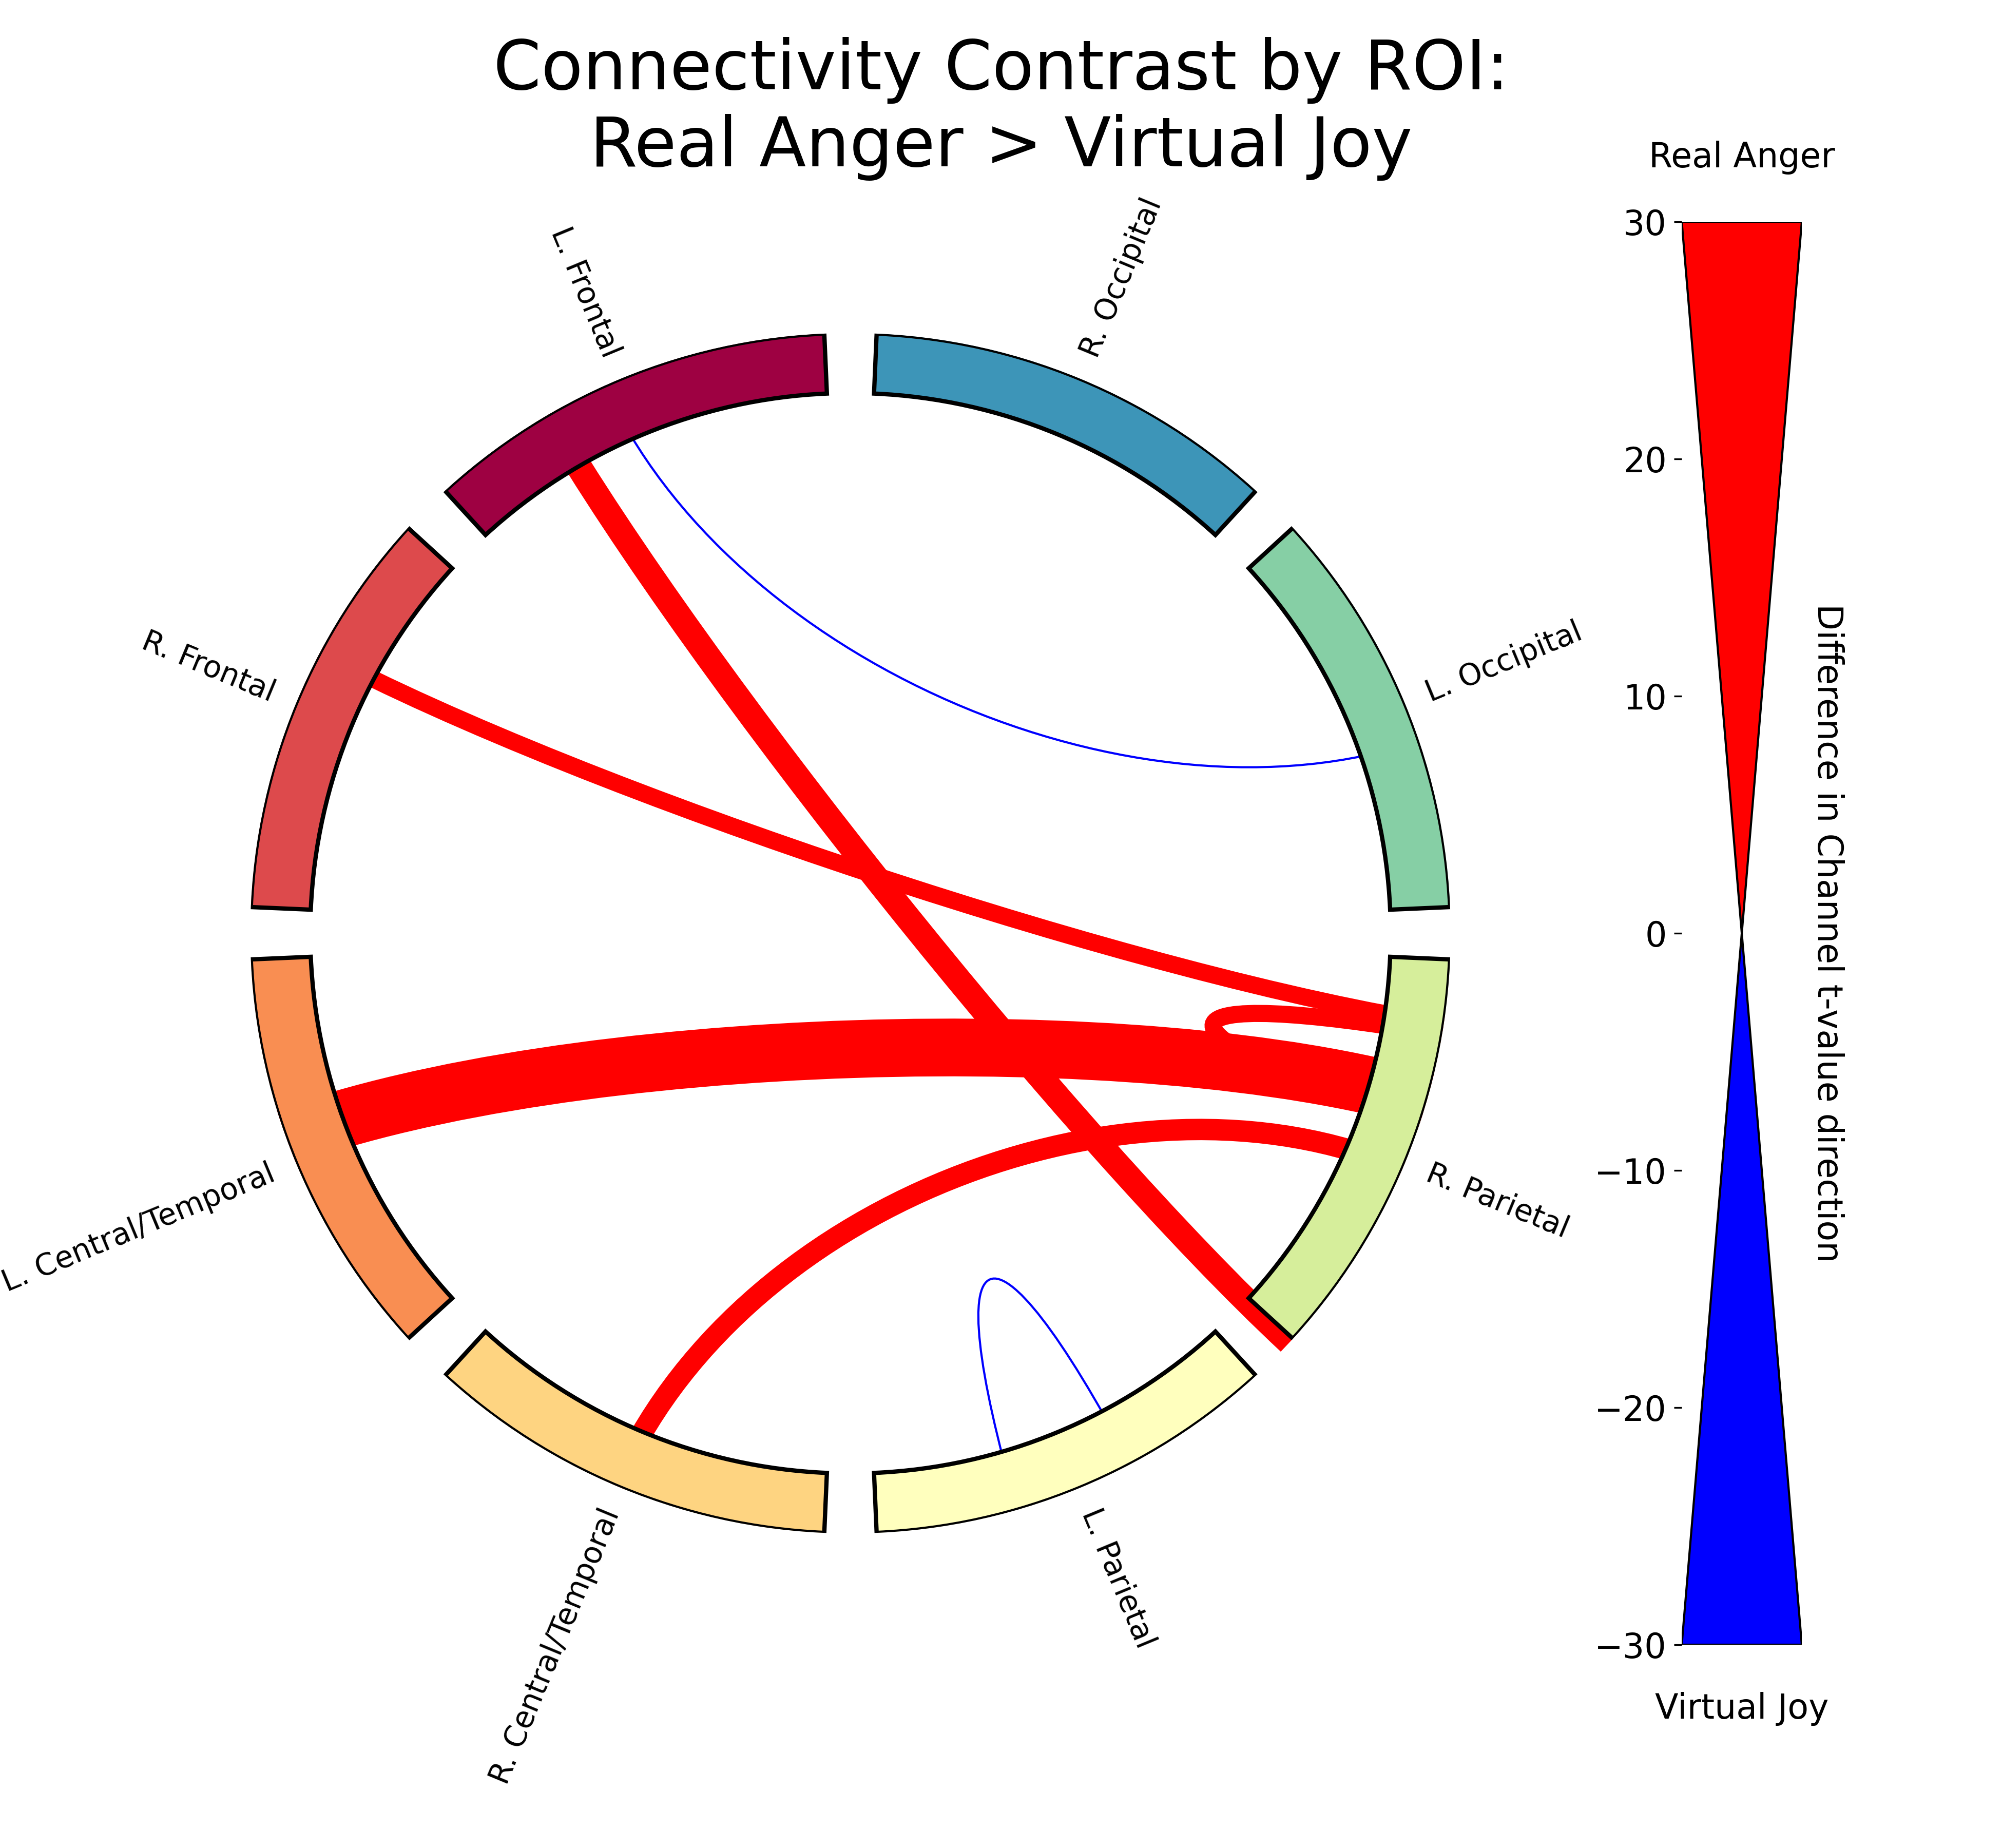 Connectivity Contrast by ROI:
Real Anger > Virtual Joy
Real Anger
30
20
10
0
−10
−20
−30
Virtual Joy
Difference in Channel t-value direction
L. Frontal
R. Occipital
R. Frontal
L. Occipital
L. Central/Temporal
R. Parietal
R. Central/Temporal
L. Parietal